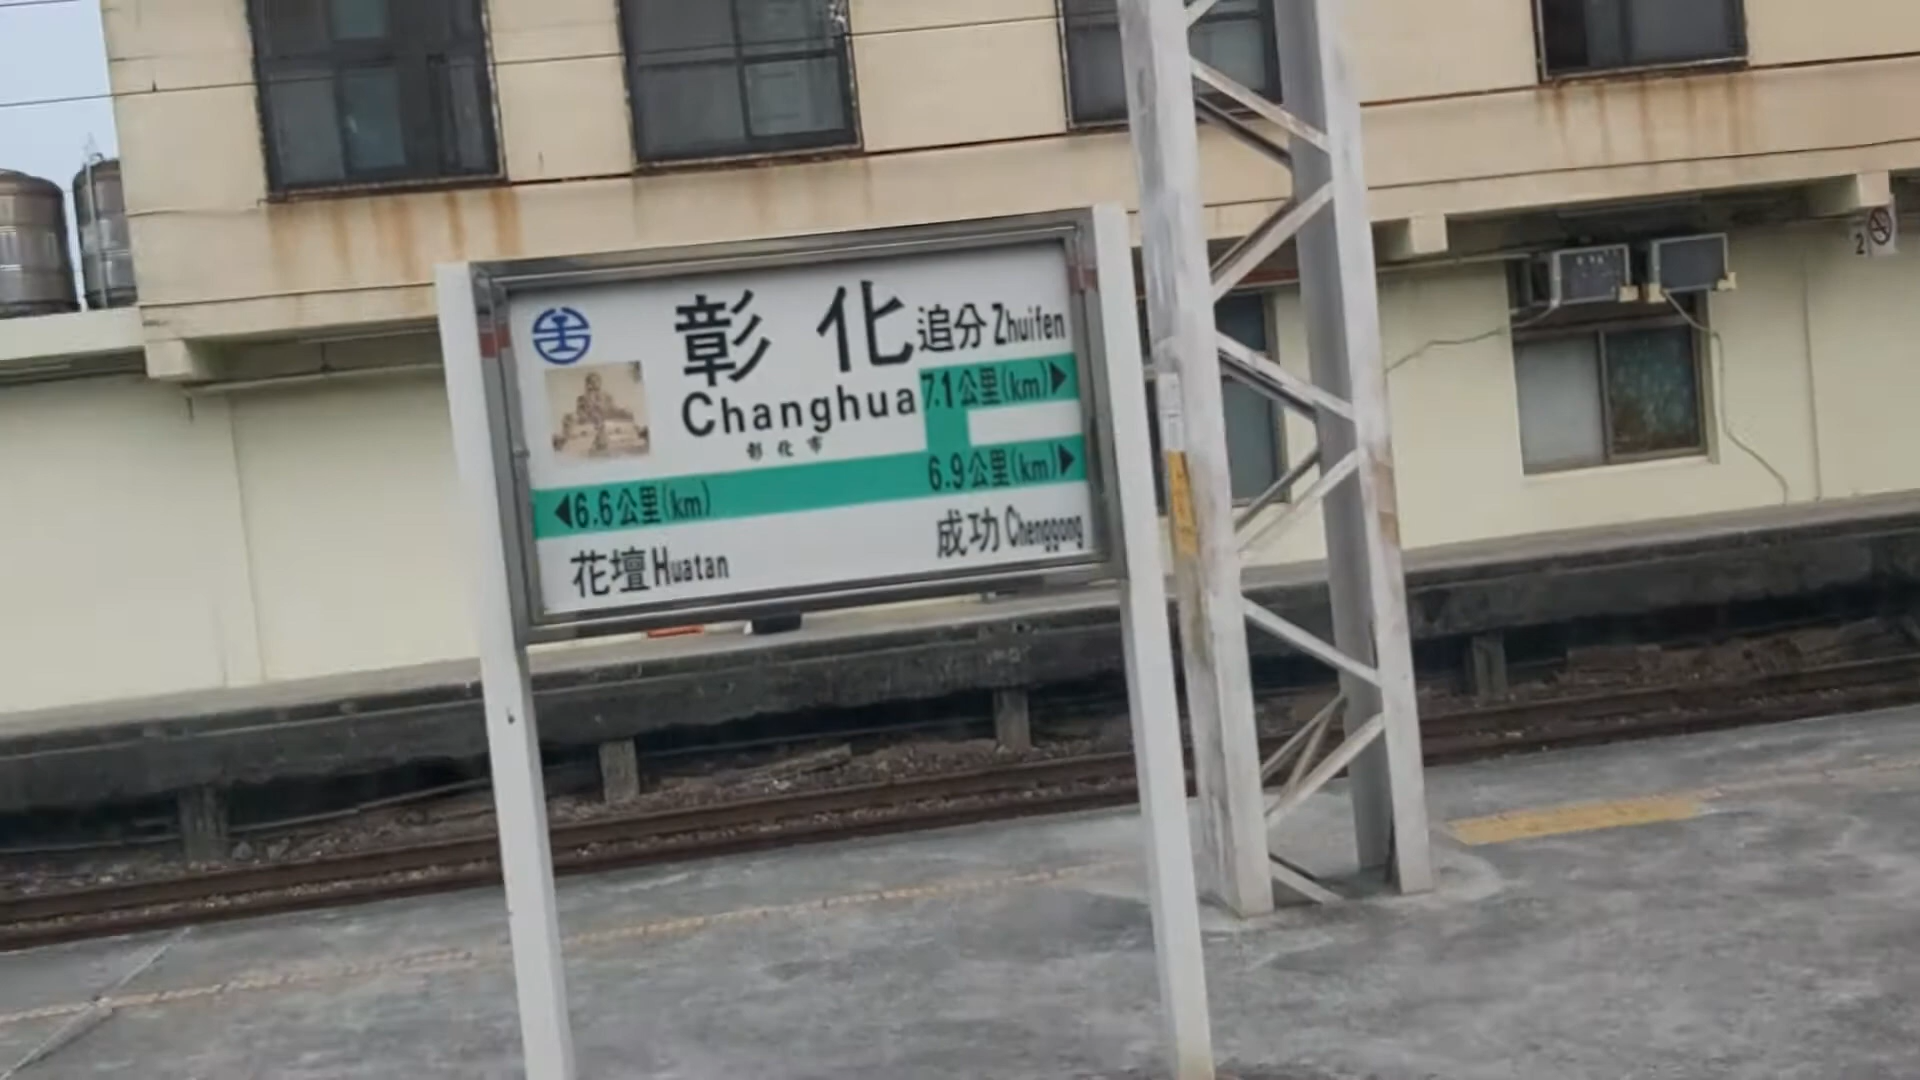 彰化
Changhua
彰化市
追分 Zhuifen
7.1公里(km)▶
6.9公里(km)▶
成功 Chenggong
◀6.6公里(km)
花壇 Huatan
2